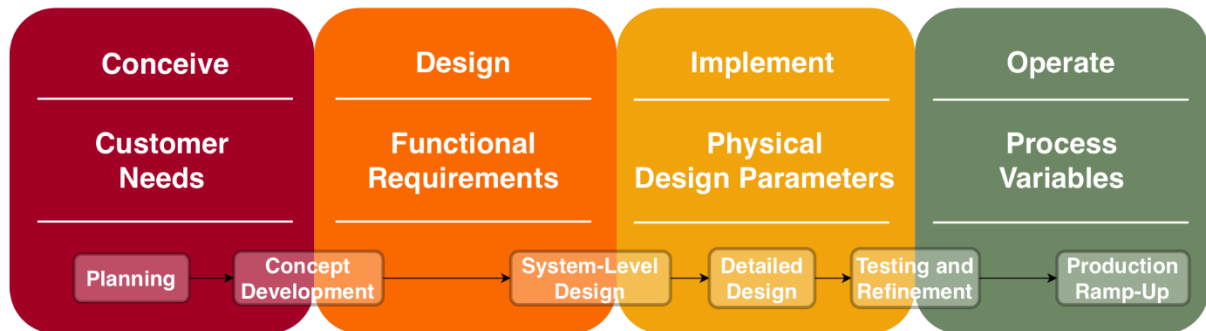 Conceive
Design
Implement
Operate
Customer
Needs
Functional
Requirements
Physical
Design Parameters
Process
Variables
Planning
Concept
Development
System-Level
Design
Detailed
Design
Testing and
Refinement
Production
Ramp-Up